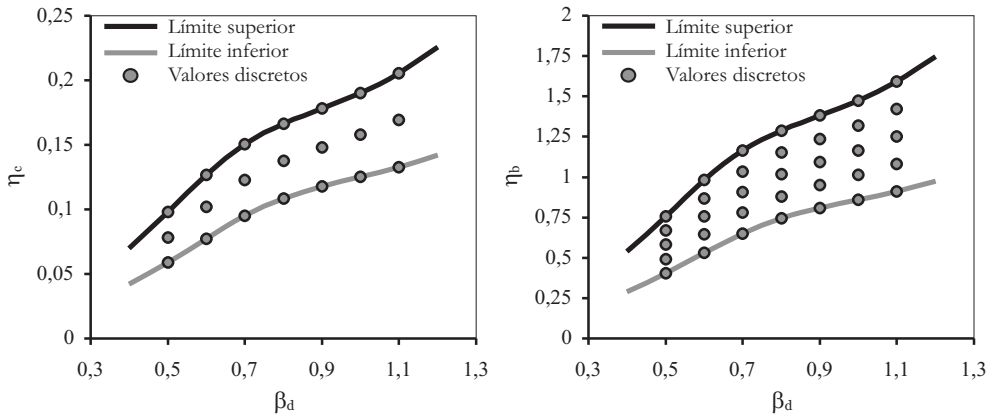 Límite superior
Límite inferior
Valores discretos
0,25
0,2
0,15
0,1
0,05
0
ηc
0,3
0,5
0,7
0,9
1,1
1,3
βd
Límite superior
Límite inferior
Valores discretos
2
1,75
1,5
1,25
1
0,75
0,5
0,25
0
ηb
0,3
0,5
0,7
0,9
1,1
1,3
βd